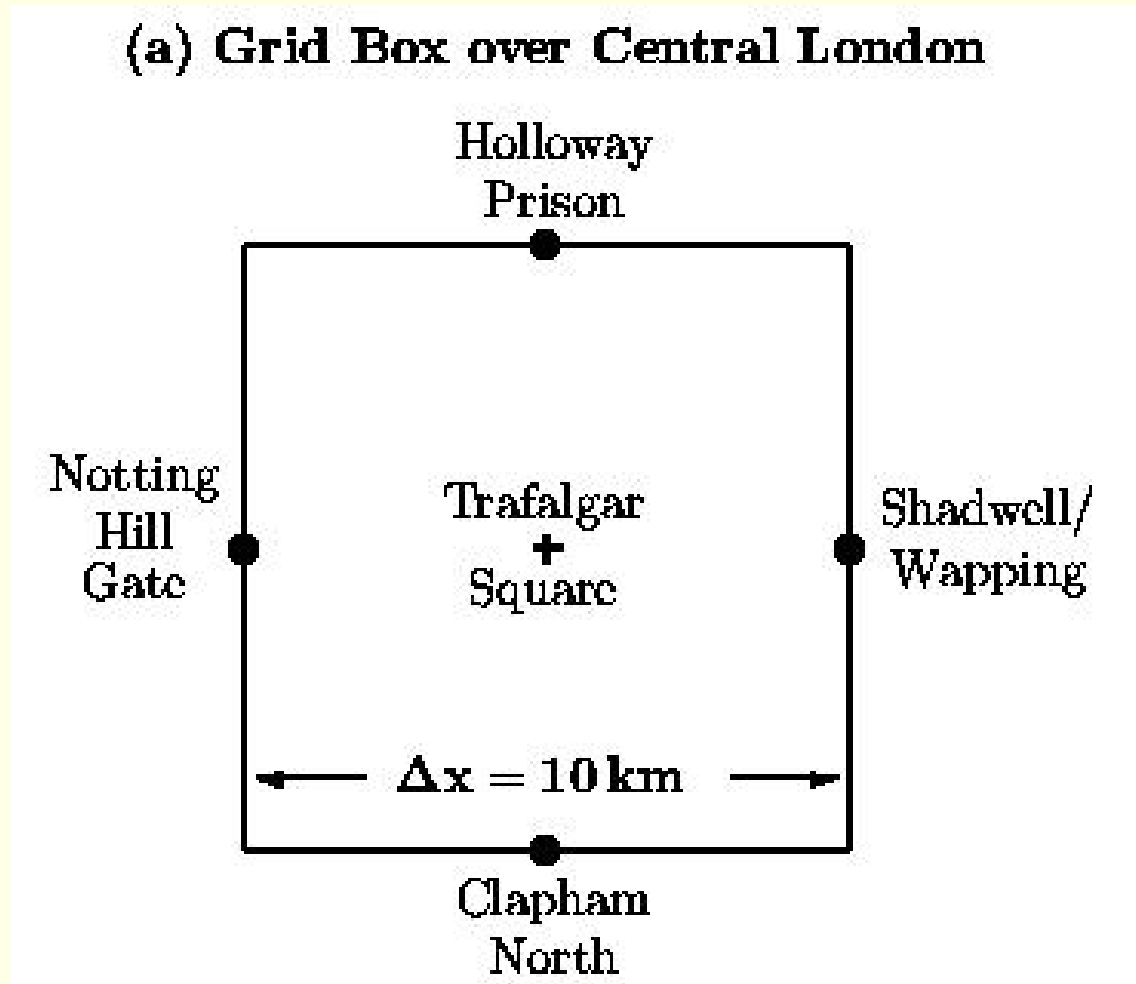 (a) Grid Box over Central London
Holloway
Prison
Notting
Hill
Gate
Trafalgar
+
Square
Shadwell/
Wapping
Δx = 10 km
Clapham
North